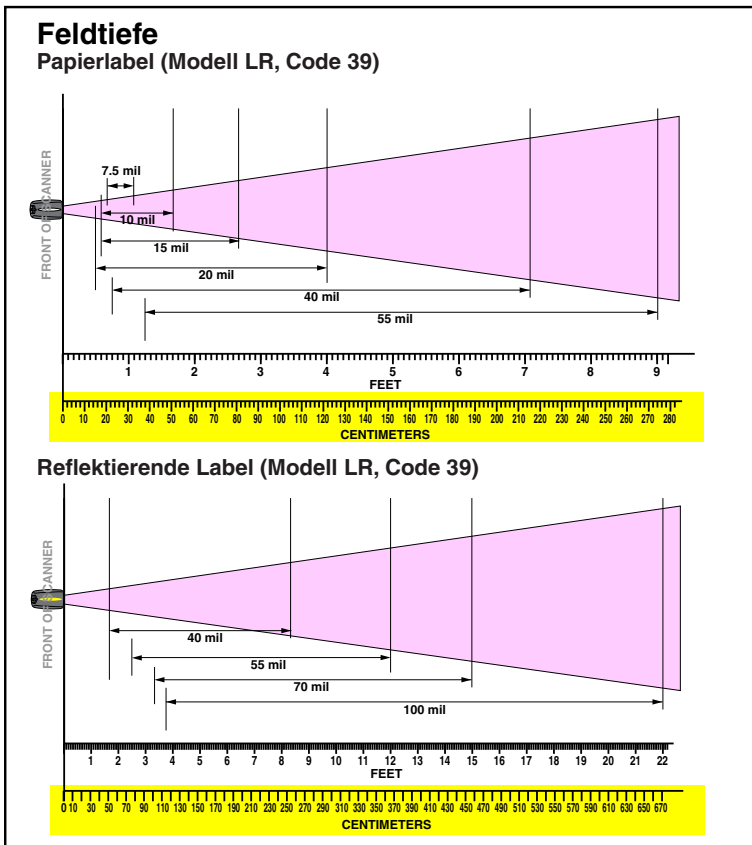 Feldtiefe
Papierlabel (Modell LR, Code 39)
FRONT OF SCANNER
7.5 mil
10 mil
15 mil
20 mil
40 mil
55 mil
1 2 3 4 5 6 7 8 9
FEET
0 10 20 30 40 50 60 70 80 90 100 110 120 130 140 150 160 170 180 190 200 210 220 230 240 250 260 270 280
CENTIMETERS
Reflektierende Label (Modell LR, Code 39)
FRONT OF SCANNER
40 mil
55 mil
70 mil
100 mil
1 2 3 4 5 6 7 8 9 10 11 12 13 14 15 16 17 18 19 20 21 22
FEET
0 10 30 50 70 90 110 130 150 170 190 210 230 250 270 290 310 330 350 370 390 410 430 450 470 490 510 530 550 570 590 610 630 650 670
CENTIMETERS